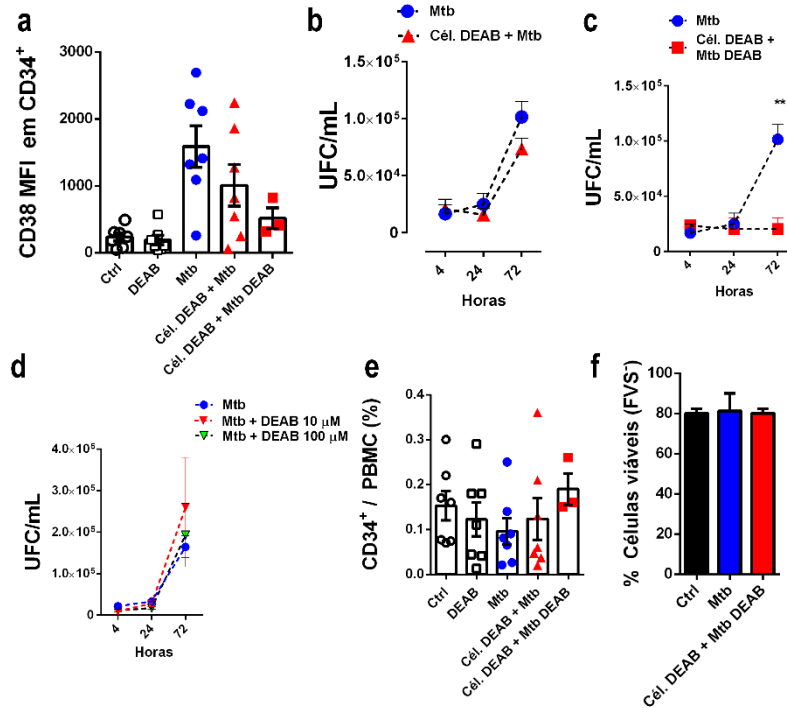 a
3000
2000
1000
0
CD38 MFI em CD34⁺
Ctrl
DEAB
Mtb
Cél. DEAB + Mtb
Cél. DEAB + Mtb DEAB
b
Mtb
Cél. DEAB + Mtb
1.5×10⁵
1.0×10⁵
5.0×10⁴
0
UFC/mL
4
24
72
Horas
c
Mtb
Cél. DEAB +
Mtb DEAB
1.5×10⁵
1.0×10⁵
5.0×10⁴
0
UFC/mL
**
4
24
72
Horas
d
Mtb
Mtb + DEAB 10 µM
Mtb + DEAB 100 µM
4.0×10⁵
3.0×10⁵
2.0×10⁵
1.0×10⁵
0
UFC/mL
4
24
72
Horas
e
0.4
0.3
0.2
0.1
0.0
CD34⁺ / PBMC (%)
Ctrl
DEAB
Mtb
Cél. DEAB + Mtb
Cél. DEAB + Mtb DEAB
f
100
80
60
40
20
0
% Células viáveis (FVS⁻)
Ctrl
Mtb
Cél. DEAB + Mtb DEAB